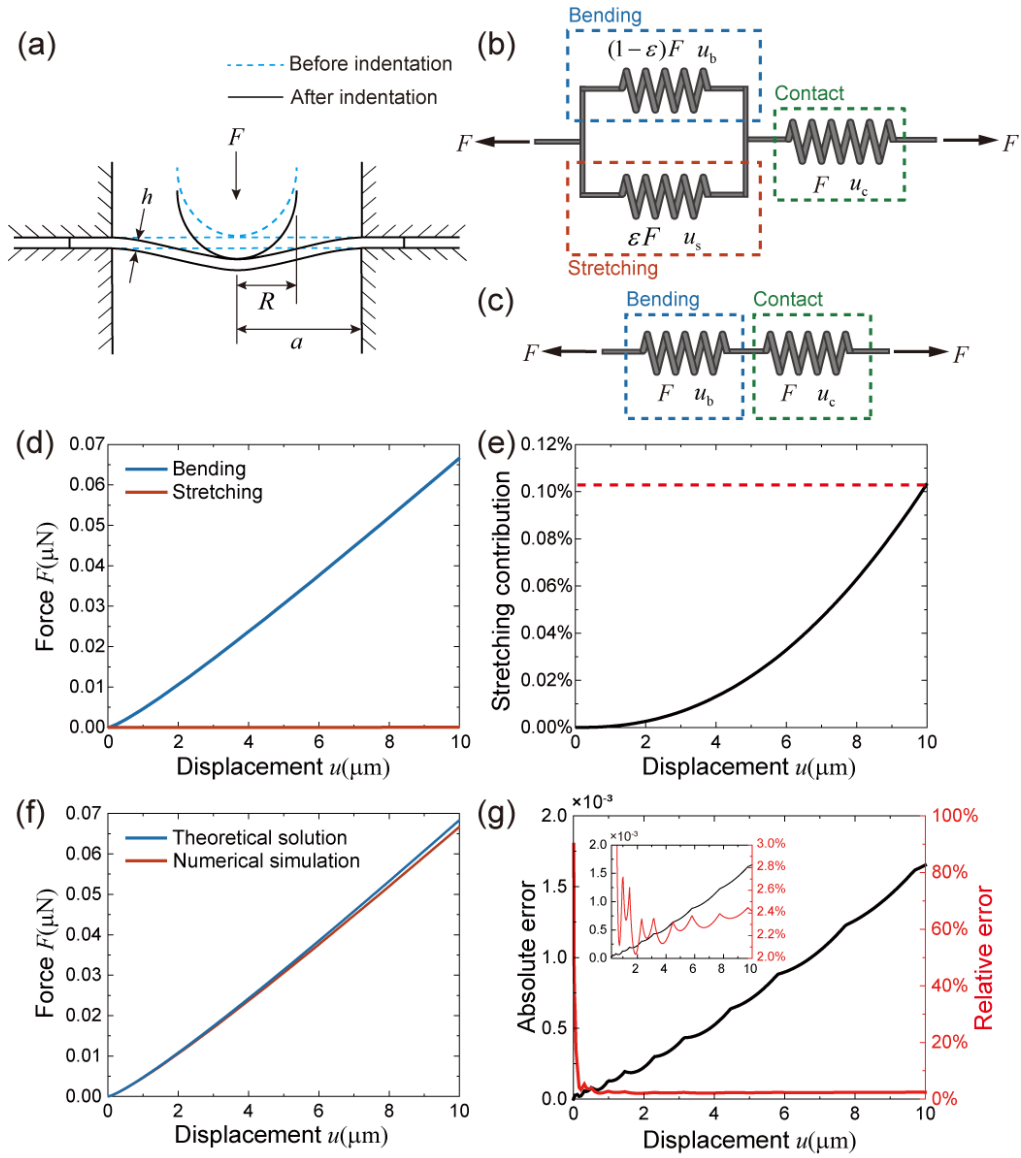 (a)
Before indentation
After indentation
F
h
R
a
(b)
Bending
(1-ε)F u_b
Contact
F
F
F u_c
εF u_s
Stretching
(c)
Bending
Contact
F
F
F u_b
F u_c
(d)
0.07
0.06
0.05
0.04
0.03
0.02
0.01
0.00
Force F(μN)
Bending
Stretching
0 2 4 6 8 10
Displacement u(μm)
(e)
0.12%
0.10%
0.08%
0.06%
0.04%
0.02%
0.00%
Stretching contribution
0 2 4 6 8 10
Displacement u(μm)
(f)
0.07
0.06
0.05
0.04
0.03
0.02
0.01
0.00
Force F(μN)
Theoretical solution
Numerical simulation
0 2 4 6 8 10
Displacement u(μm)
(g)
×10⁻³
2.0
1.5
1.0
0.5
0.0
Absolute error
×10⁻³
2.0
1.5
1.0
0.5
0.0
3.0%
2.8%
2.6%
2.4%
2.2%
2.0%
2 4 6 8 10
100%
80%
60%
40%
20%
0%
Relative error
0 2 4 6 8 10
Displacement u(μm)